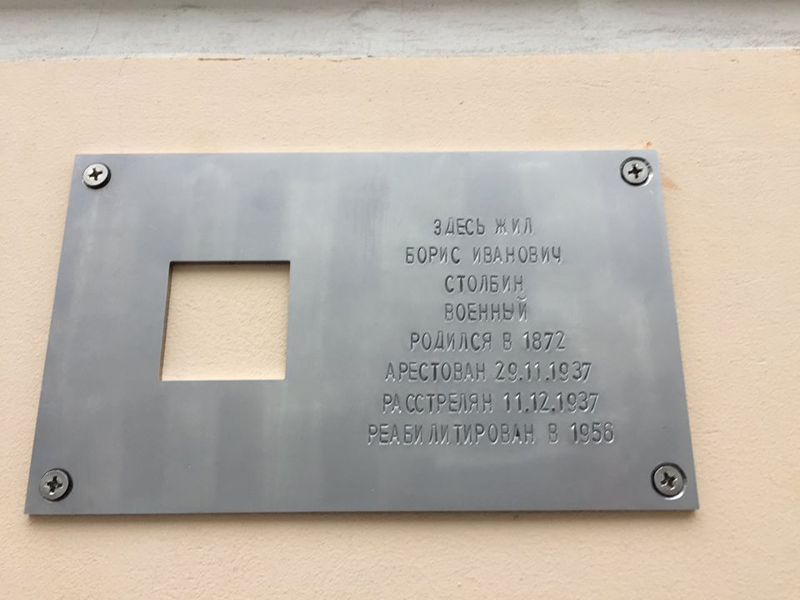 ЗДЕСЬ ЖИЛ
БОРИС ИВАНОВИЧ
СТОЛБИН
ВОЕННЫЙ
РОДИЛСЯ В 1872
АРЕСТОВАН 29.11.1937
РАССТРЕЛЯН 11.12.1937
РЕАБИЛИТИРОВАН В 1956